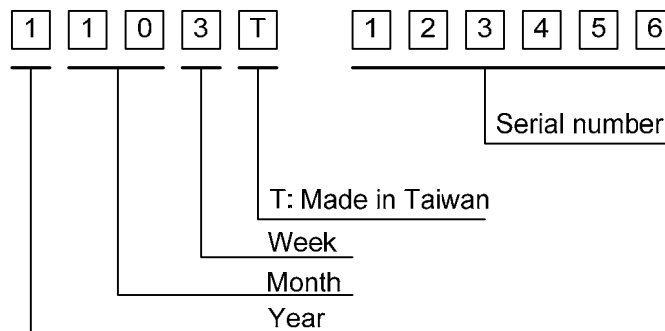 1 1 0 3 T 1 2 3 4 5 6
Serial number
T: Made in Taiwan
Week
Month
Year